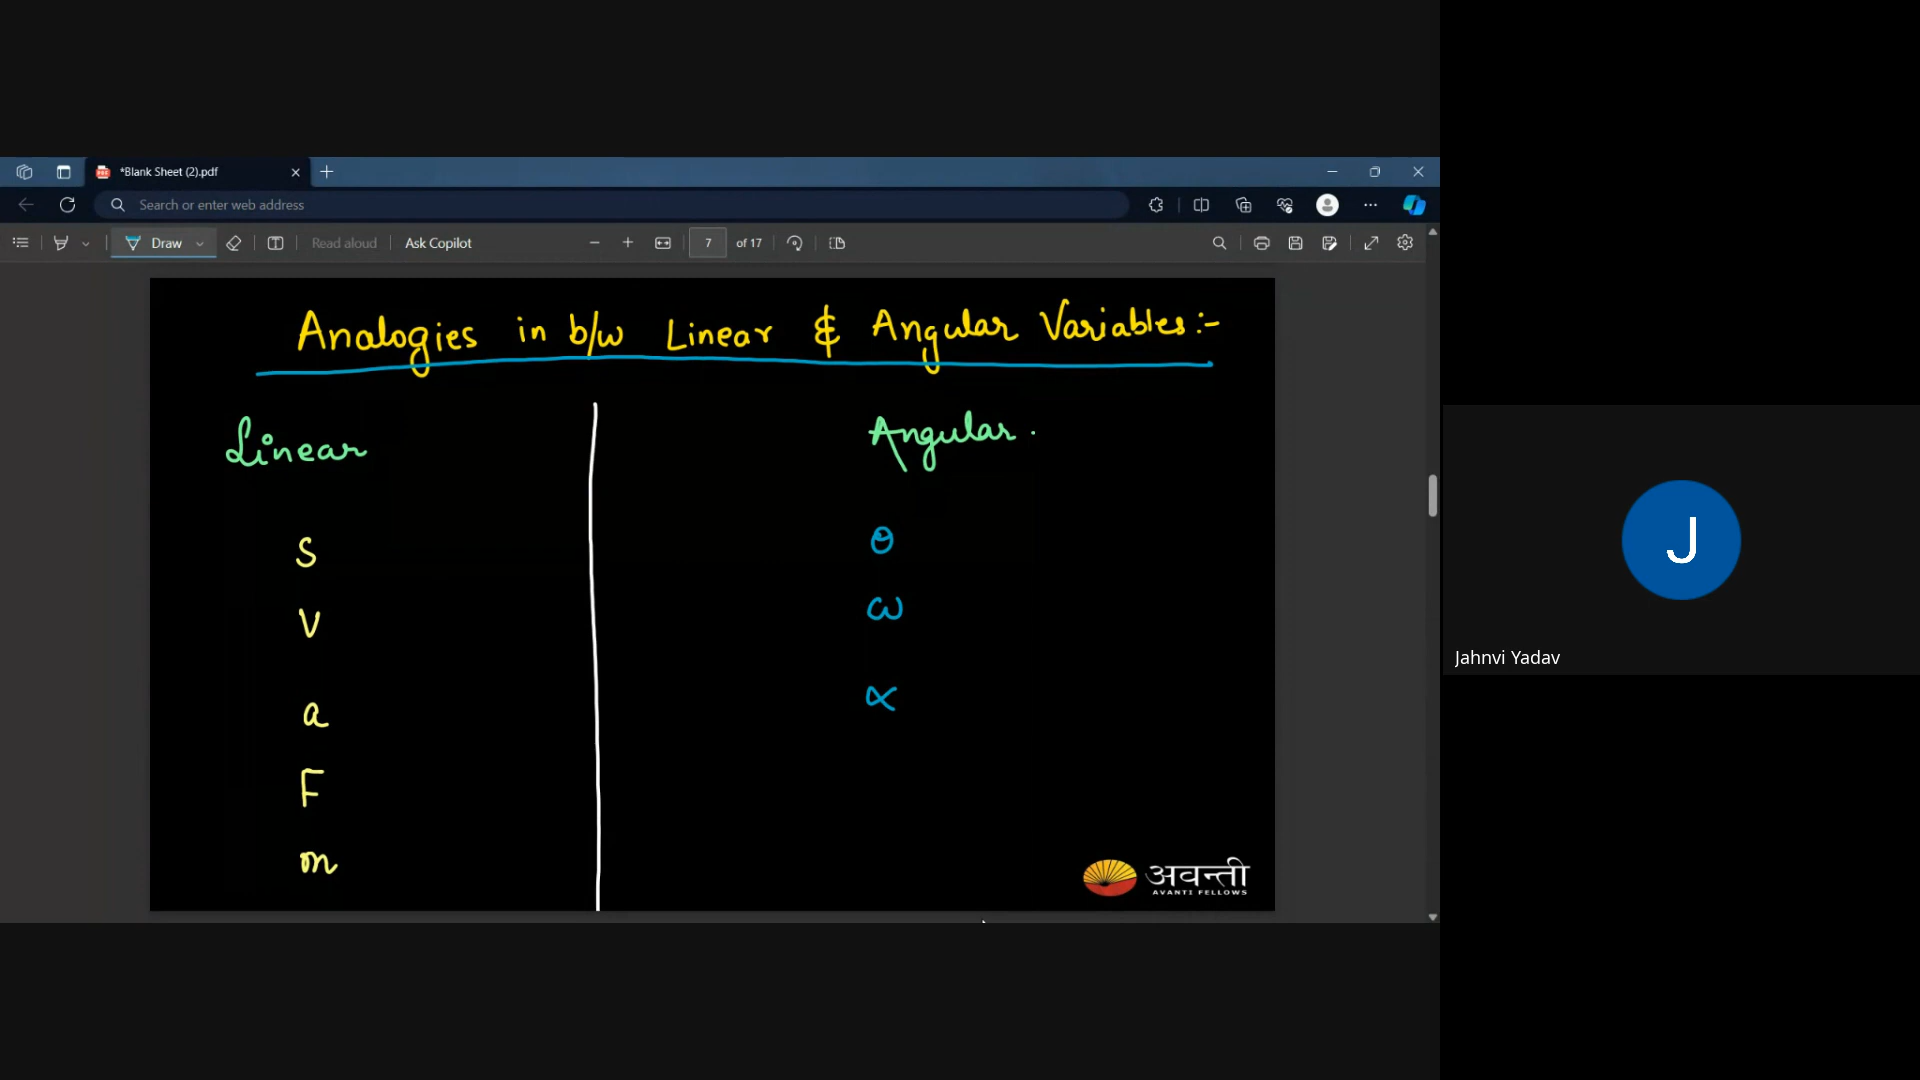 *Blank Sheet (2).pdf
Search or enter web address
Draw
Read aloud
Ask Copilot
7 of 17
Analogies in b/w Linear & Angular Variables:-
Linear Angular.
S θ
V ω
a α
F
m
अवन्ती
AVANTI FELLOWS
J
Jahnvi Yadav